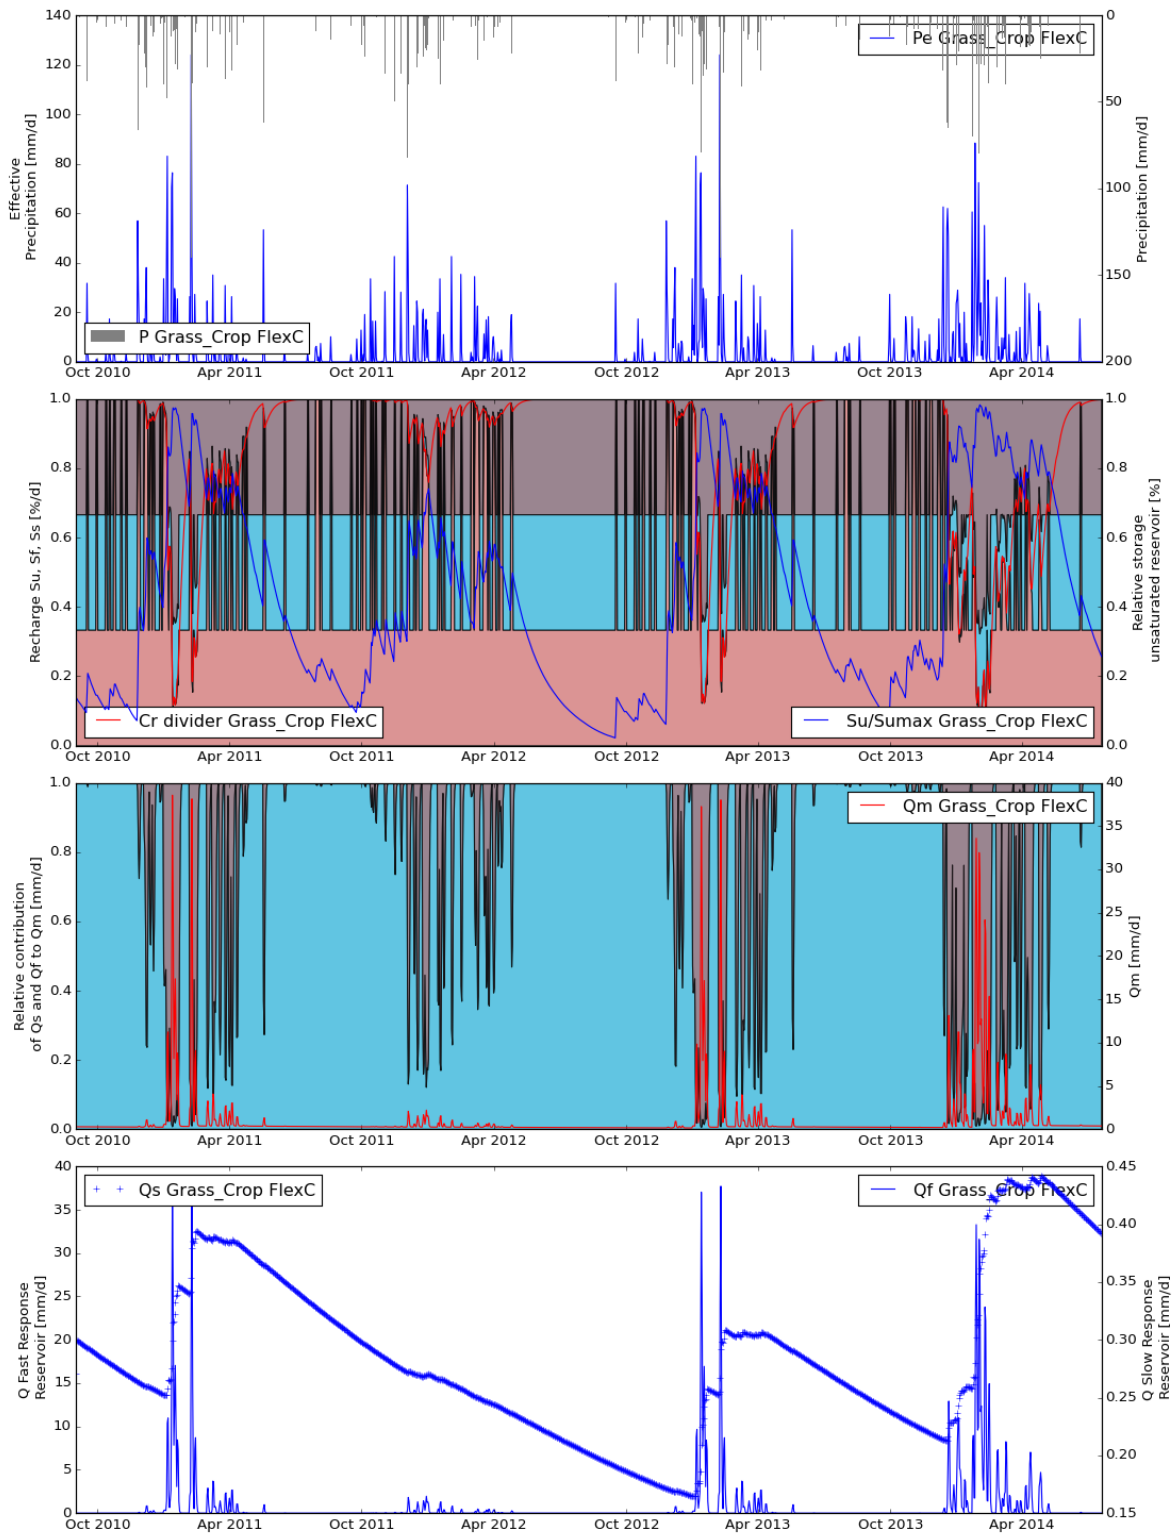 140
120
100
80
60
40
20
0
Effective
Precipitation [mm/d]
Pe Grass_Crop FlexC
P Grass_Crop FlexC
0
50
100
150
200
Precipitation [mm/d]
Oct 2010 Apr 2011 Oct 2011 Apr 2012 Oct 2012 Apr 2013 Oct 2013 Apr 2014
1.0
0.8
0.6
0.4
0.2
0.0
Recharge Su, Sf, Ss [%/d]
Cr divider Grass_Crop FlexC
Su/Sumax Grass_Crop FlexC
1.0
0.8
0.6
0.4
0.2
0.0
Relative storage
unsaturated reservoir [%]
Oct 2010 Apr 2011 Oct 2011 Apr 2012 Oct 2012 Apr 2013 Oct 2013 Apr 2014
1.0
0.8
0.6
0.4
0.2
0.0
Relative contribution
of Qs and Qf to Qm [mm/d]
Qm Grass_Crop FlexC
40
35
30
25
20
15
10
5
0
Qm [mm/d]
Oct 2010 Apr 2011 Oct 2011 Apr 2012 Oct 2012 Apr 2013 Oct 2013 Apr 2014
40
35
30
25
20
15
10
5
0
Q Fast Response
Reservoir [mm/d]
Qs Grass_Crop FlexC
Qf Grass_Crop FlexC
0.45
0.40
0.35
0.30
0.25
0.20
0.15
Q Slow Response
Reservoir [mm/d]
Oct 2010 Apr 2011 Oct 2011 Apr 2012 Oct 2012 Apr 2013 Oct 2013 Apr 2014